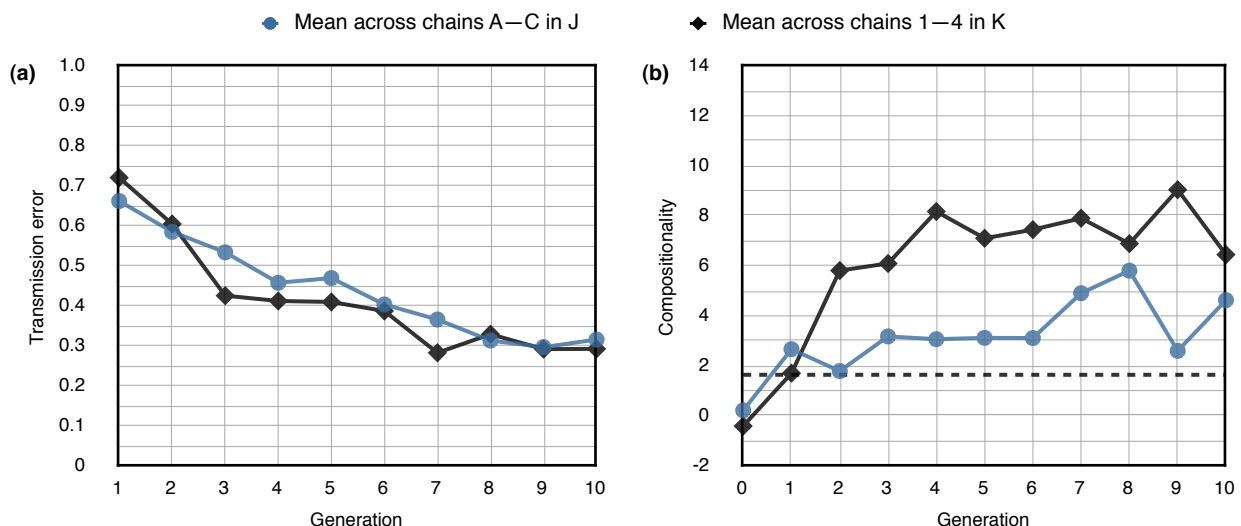 Mean across chains A—C in J
Mean across chains 1—4 in K
(a)
Transmission error
1.0
0.9
0.8
0.7
0.6
0.5
0.4
0.3
0.2
0.1
0
1 2 3 4 5 6 7 8 9 10
Generation
(b)
Compositionality
14
12
10
8
6
4
2
0
-2
0 1 2 3 4 5 6 7 8 9 10
Generation